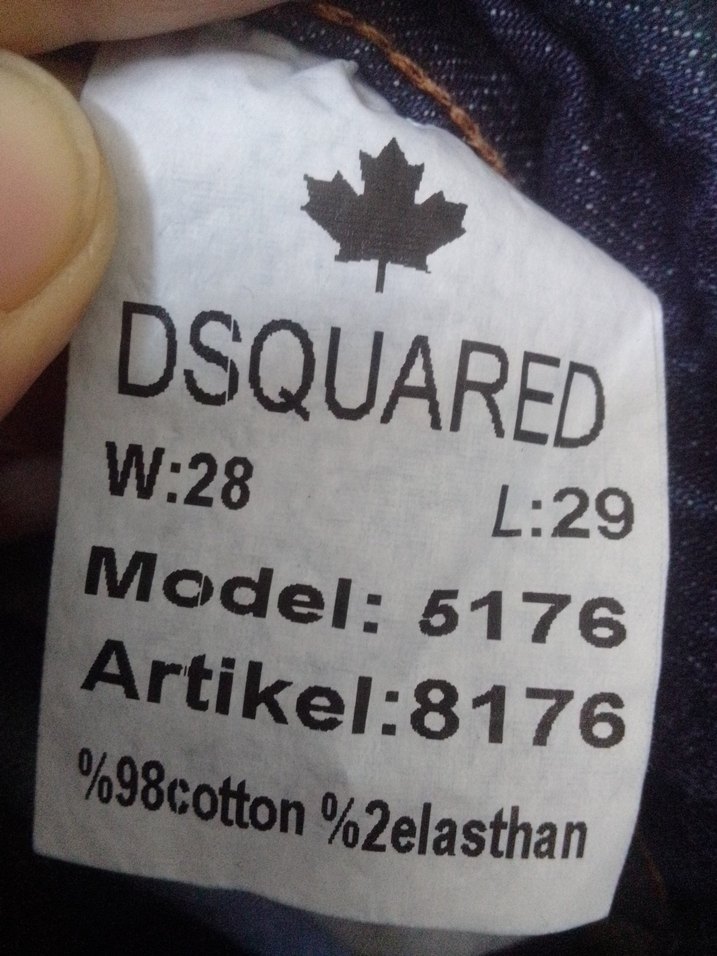 DSQUARED
W:28 L:29
Model: 5176
Artikel:8176
%98cotton %2elasthan